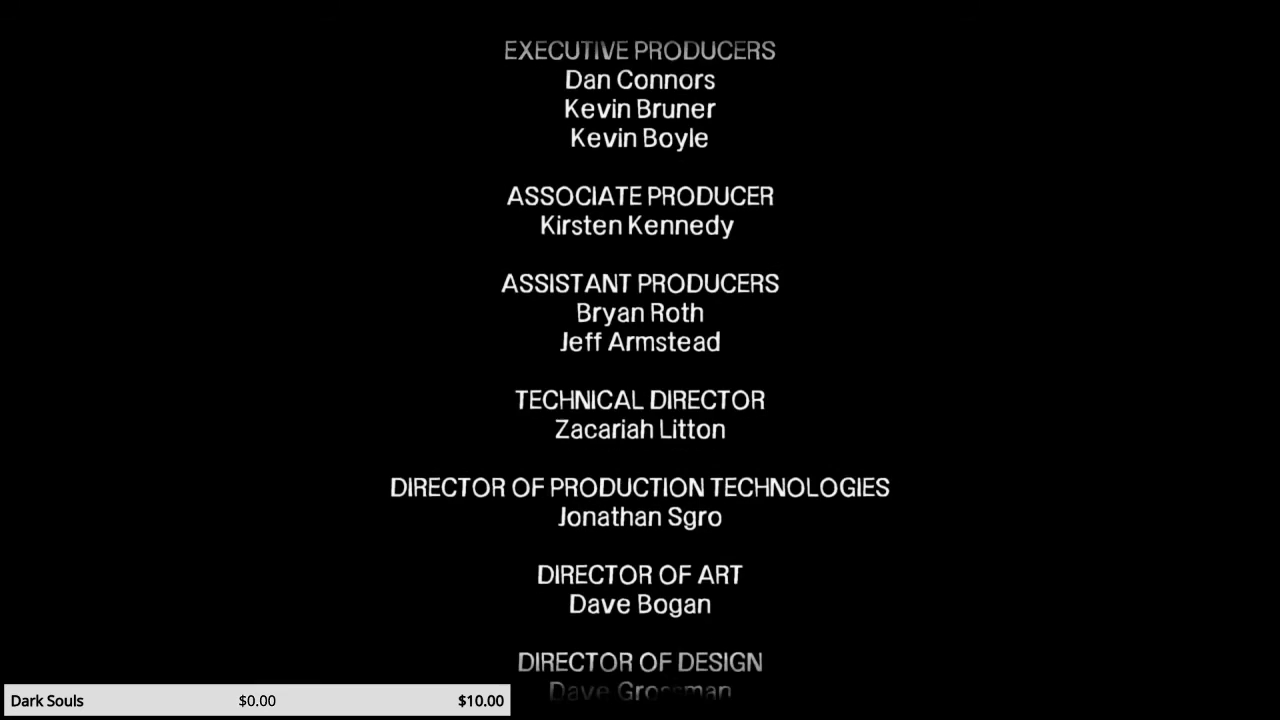 EXECUTIVE PRODUCERS
Dan Connors
Kevin Bruner
Kevin Boyle
ASSOCIATE PRODUCER
Kirsten Kennedy
ASSISTANT PRODUCERS
Bryan Roth
Jeff Armstead
TECHNICAL DIRECTOR
Zacariah Litton
DIRECTOR OF PRODUCTION TECHNOLOGIES
Jonathan Sgro
DIRECTOR OF ART
Dave Bogan
DIRECTOR OF DESIGN
Dave Grossman
Dark Souls $0.00 $10.00